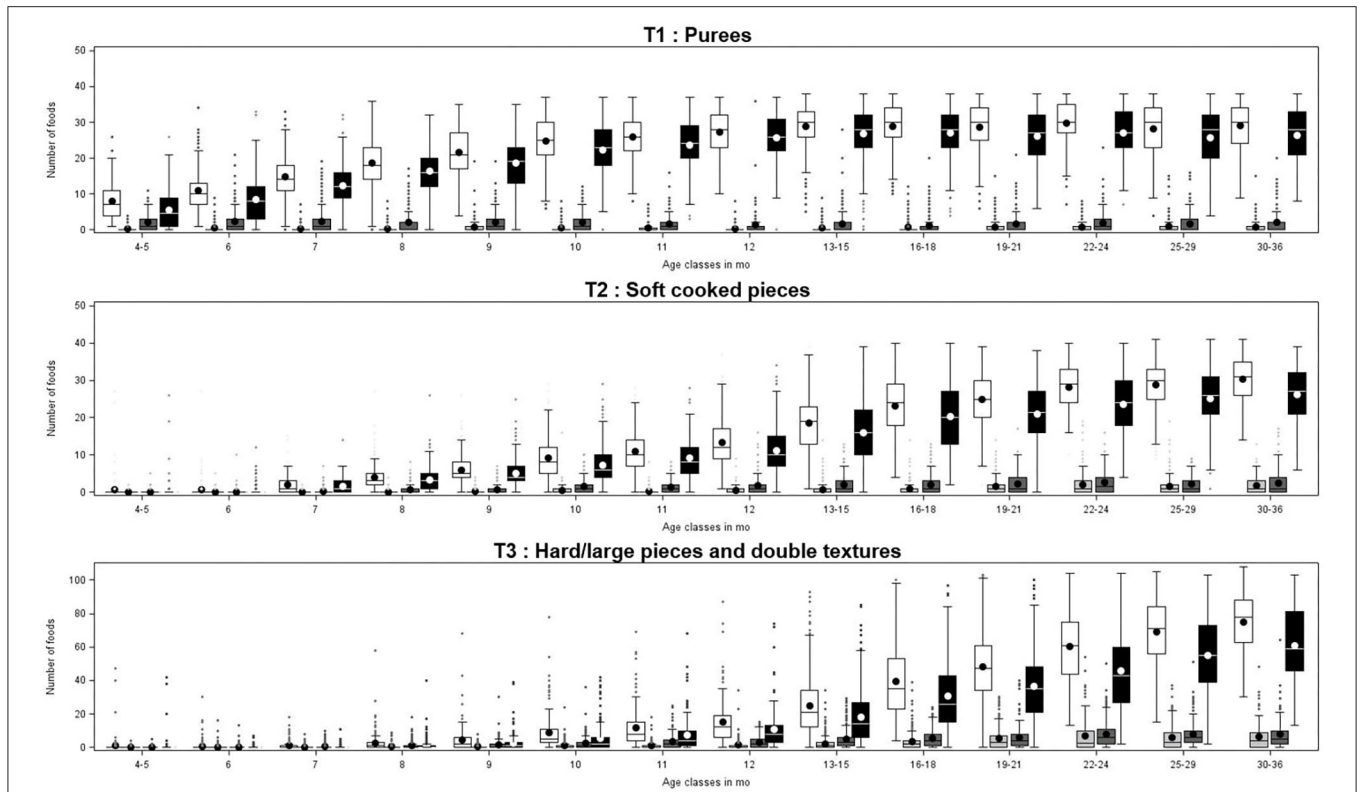 T1 : Purees
50
40
30
20
10
0
Number of foods
4-5 6 7 8 9 10 11 12 13-15 16-18 19-21 22-24 25-29 30-36
Age classes in mo
T2 : Soft cooked pieces
50
40
30
20
10
0
Number of foods
4-5 6 7 8 9 10 11 12 13-15 16-18 19-21 22-24 25-29 30-36
Age classes in mo
T3 : Hard/large pieces and double textures
100
80
60
40
20
0
Number of foods
4-5 6 7 8 9 10 11 12 13-15 16-18 19-21 22-24 25-29 30-36
Age classes in mo